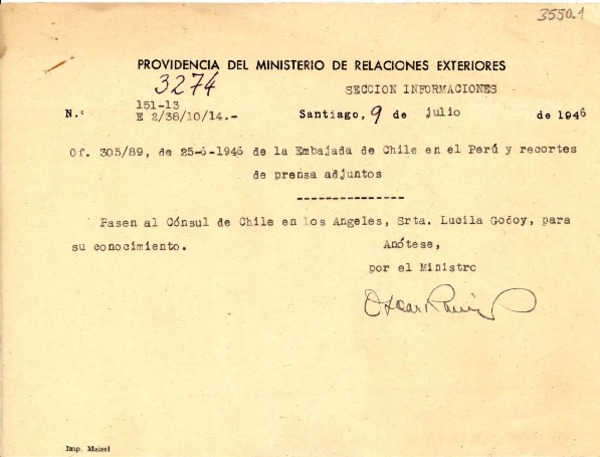 3550.1
PROVIDENCIA DEL MINISTERIO DE RELACIONES EXTERIORES
3274
SECCION INFORMACIONES
151-13
N.º E 2/38/10/14.- Santiago, 9 de julio de 1946
Of. 305/89, de 25-6-1946 de la Embajada de Chile en el Perú y recortes
de prensa adjuntos
---------------
Pasen al Cónsul de Chile en Los Angeles, Srta. Lucila Godoy, para
su conocimiento. Anótese,
por el Ministro
Oscar
Imp. Maisel